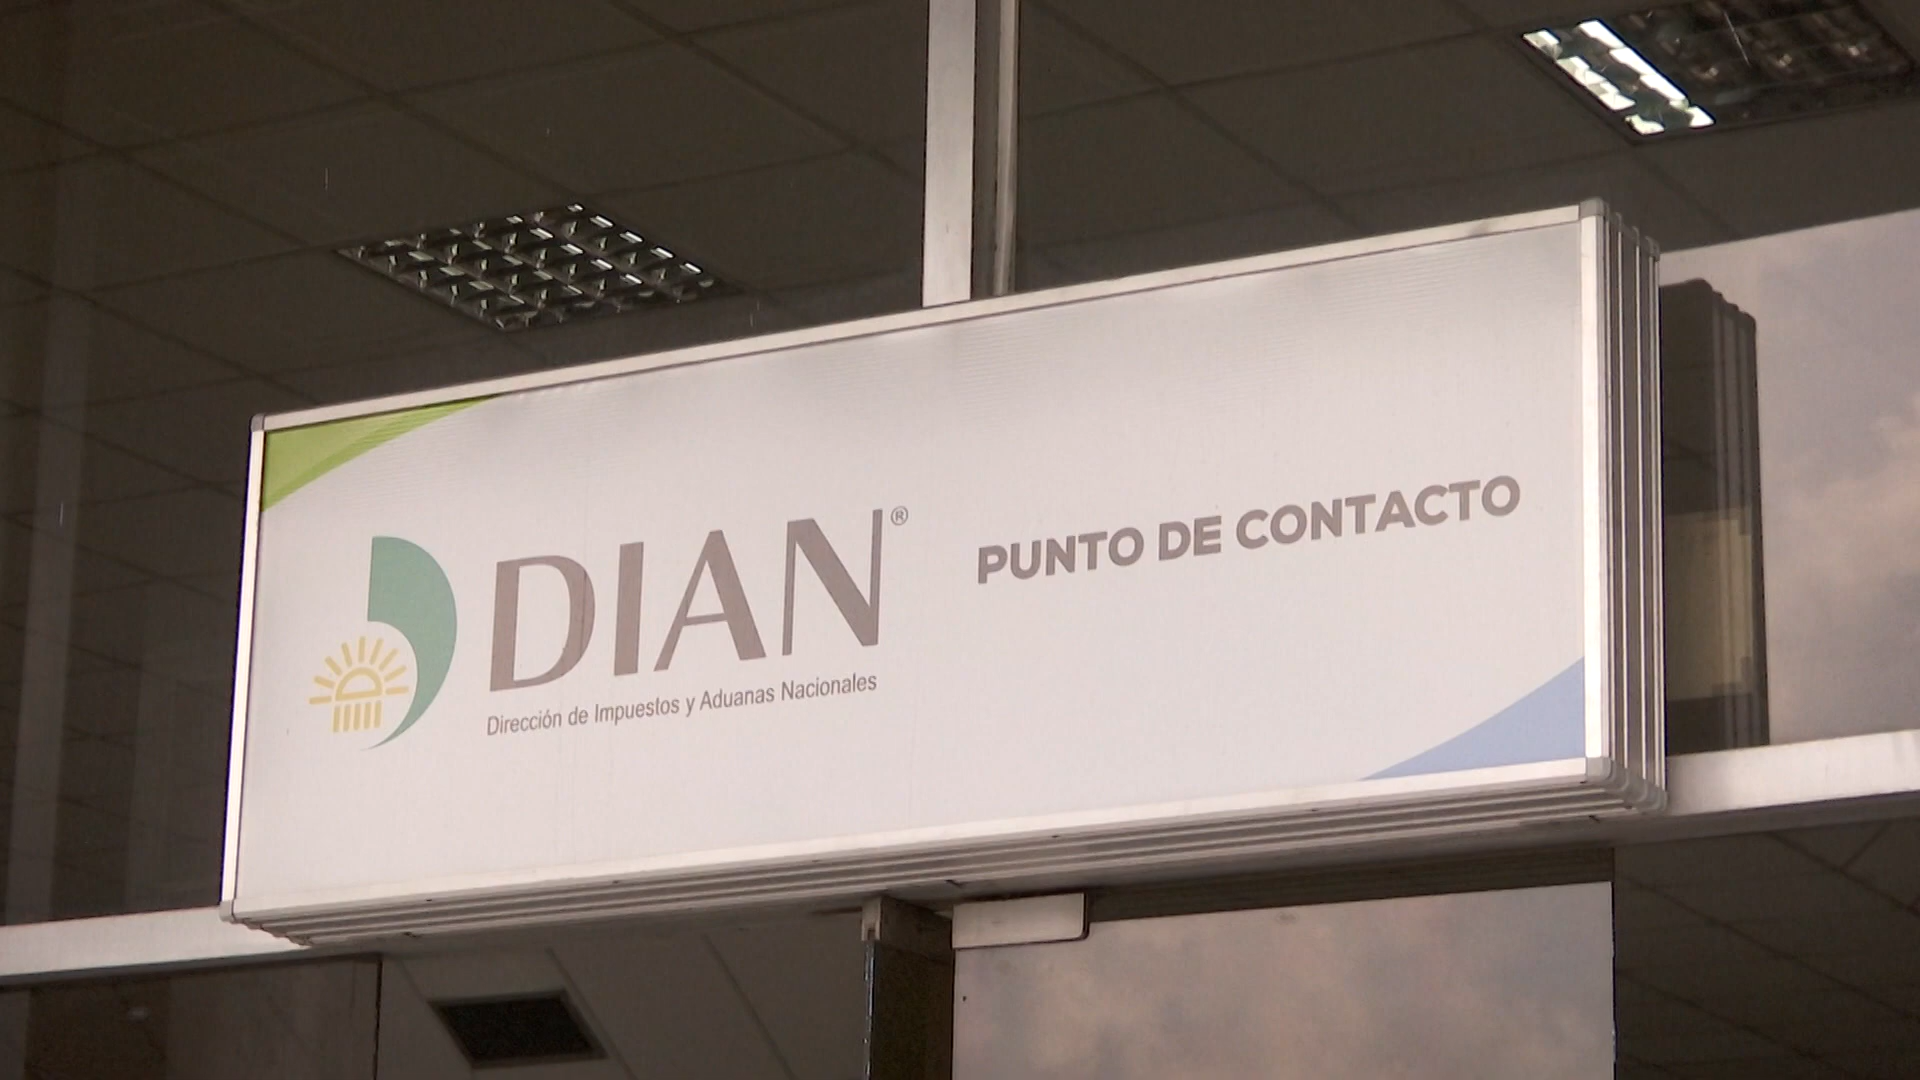 DIAN®
Dirección de Impuestos y Aduanas Nacionales
PUNTO DE CONTACTO